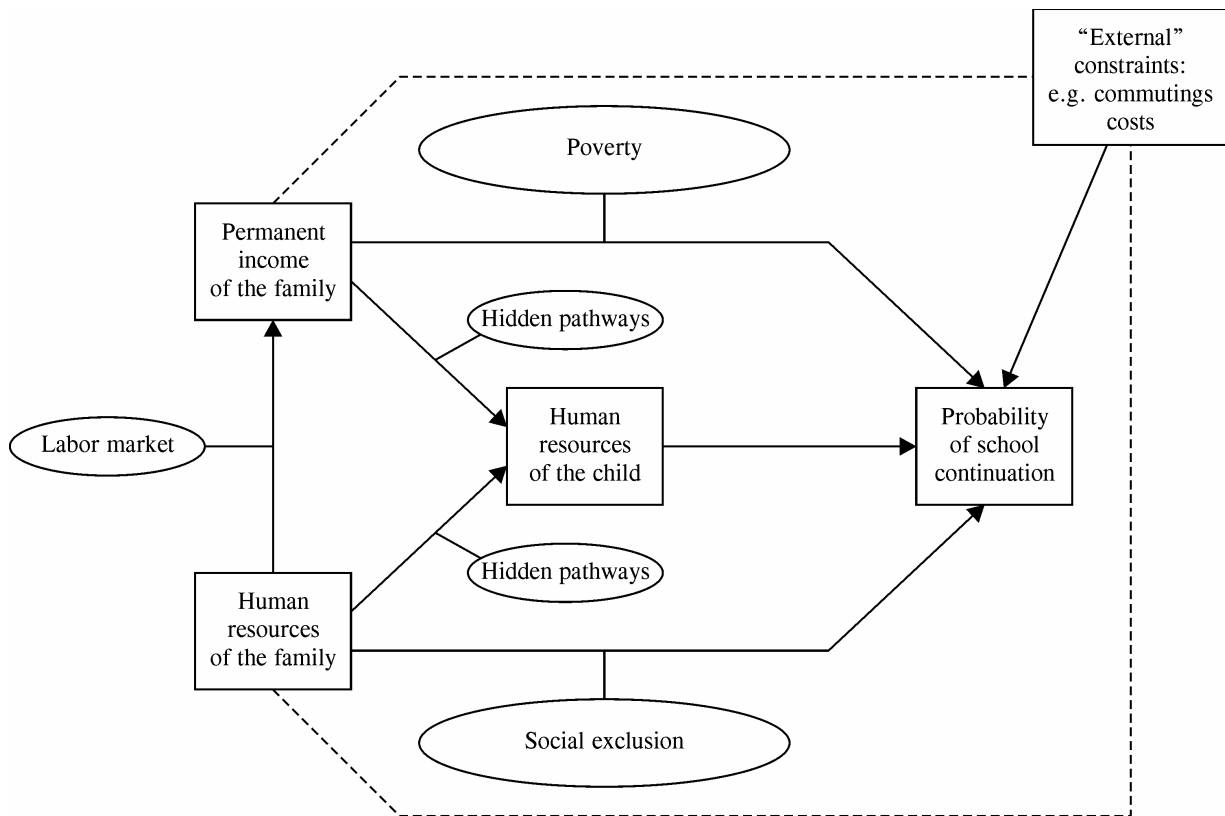 “External”
constraints:
e.g. commutings
costs
Poverty
Permanent
income
of the family
Hidden pathways
Labor market
Human
resources
of the child
Probability
of school
continuation
Hidden pathways
Human
resources
of the family
Social exclusion